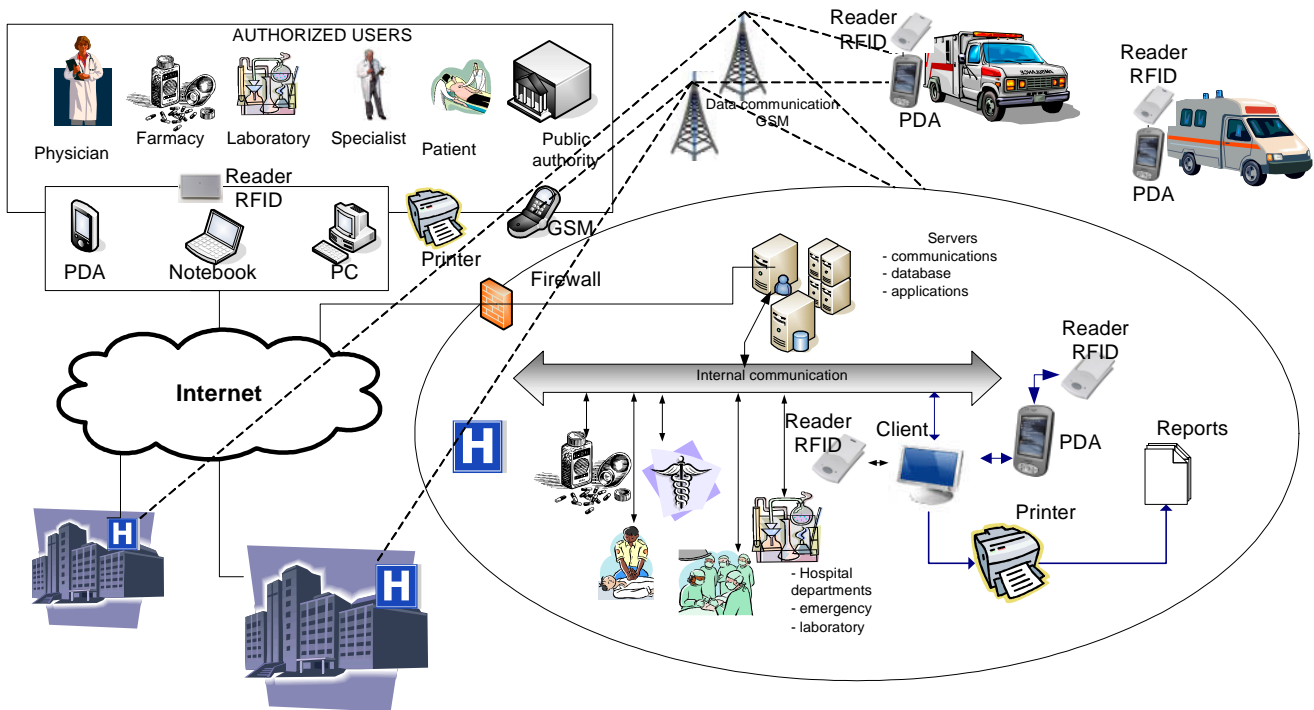 AUTHORIZED USERS
Physician
Farmacy
Laboratory
Specialist
Patient
Public
authority
Reader
RFID
PDA
Notebook
PC
Printer
GSM
Data communication
GSM
Reader
RFID
PDA
AMBULANCE
Reader
RFID
PDA
Internet
Firewall
H
H
H
Servers
- communications
- database
- applications
Internal communication
Reader
RFID
Client
Reader
RFID
PDA
Reports
Printer
- Hospital
departments
- emergency
- laboratory